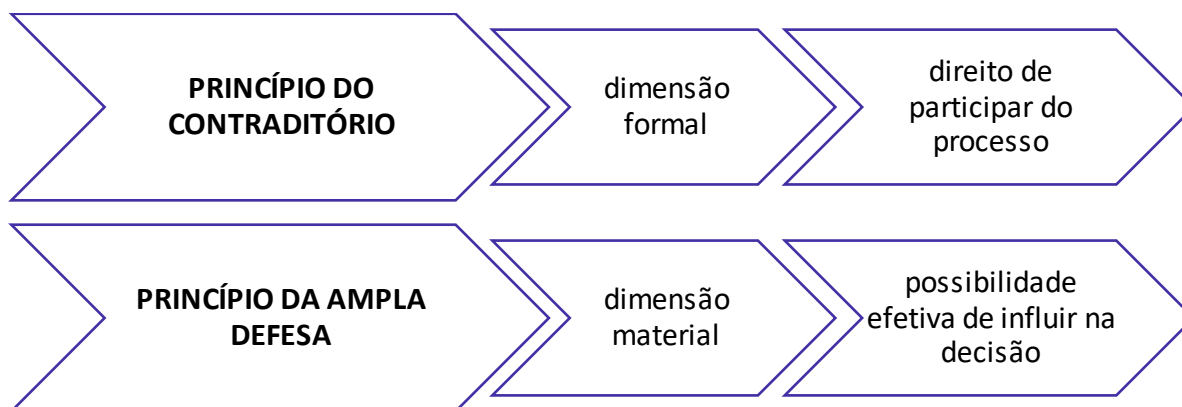 PRINCÍPIO DO
CONTRADITÓRIO
dimensão
formal
direito de
participar do
processo
PRINCÍPIO DA AMPLA
DEFESA
dimensão
material
possibilidade
efetiva de influir na
decisão